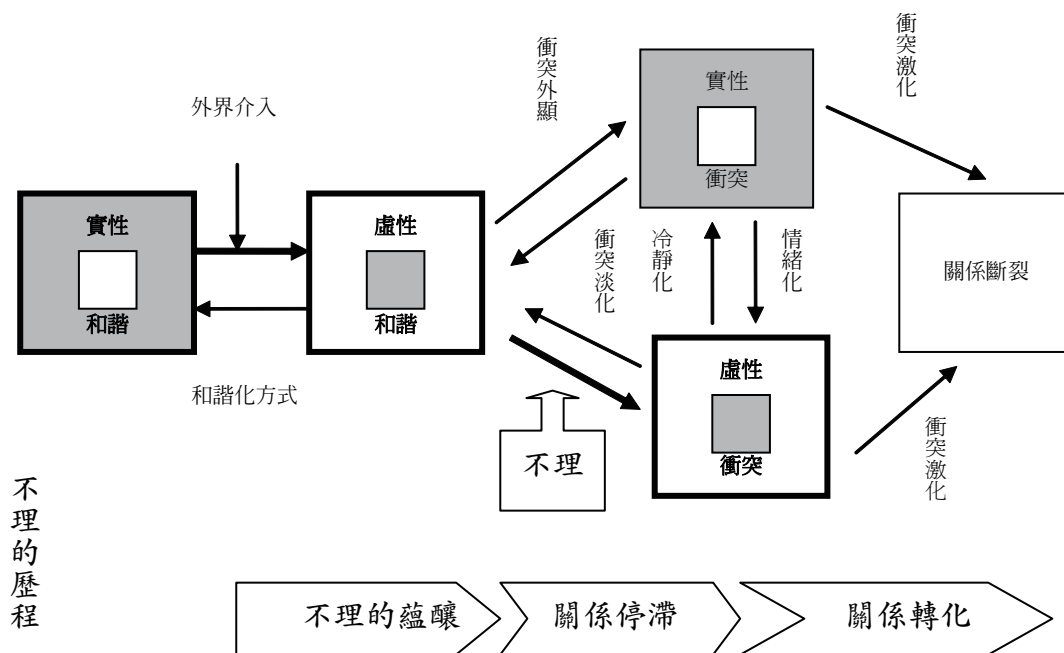 衝突外顯
衝突激化
外界介入
實性
衝突
實性
和諧
虛性
和諧
衝突淡化
冷靜化
情緒化
關係斷裂
和諧化方式
虛性
衝突
不理
衝突激化
不理的歷程
不理的蘊釀
關係停滯
關係轉化